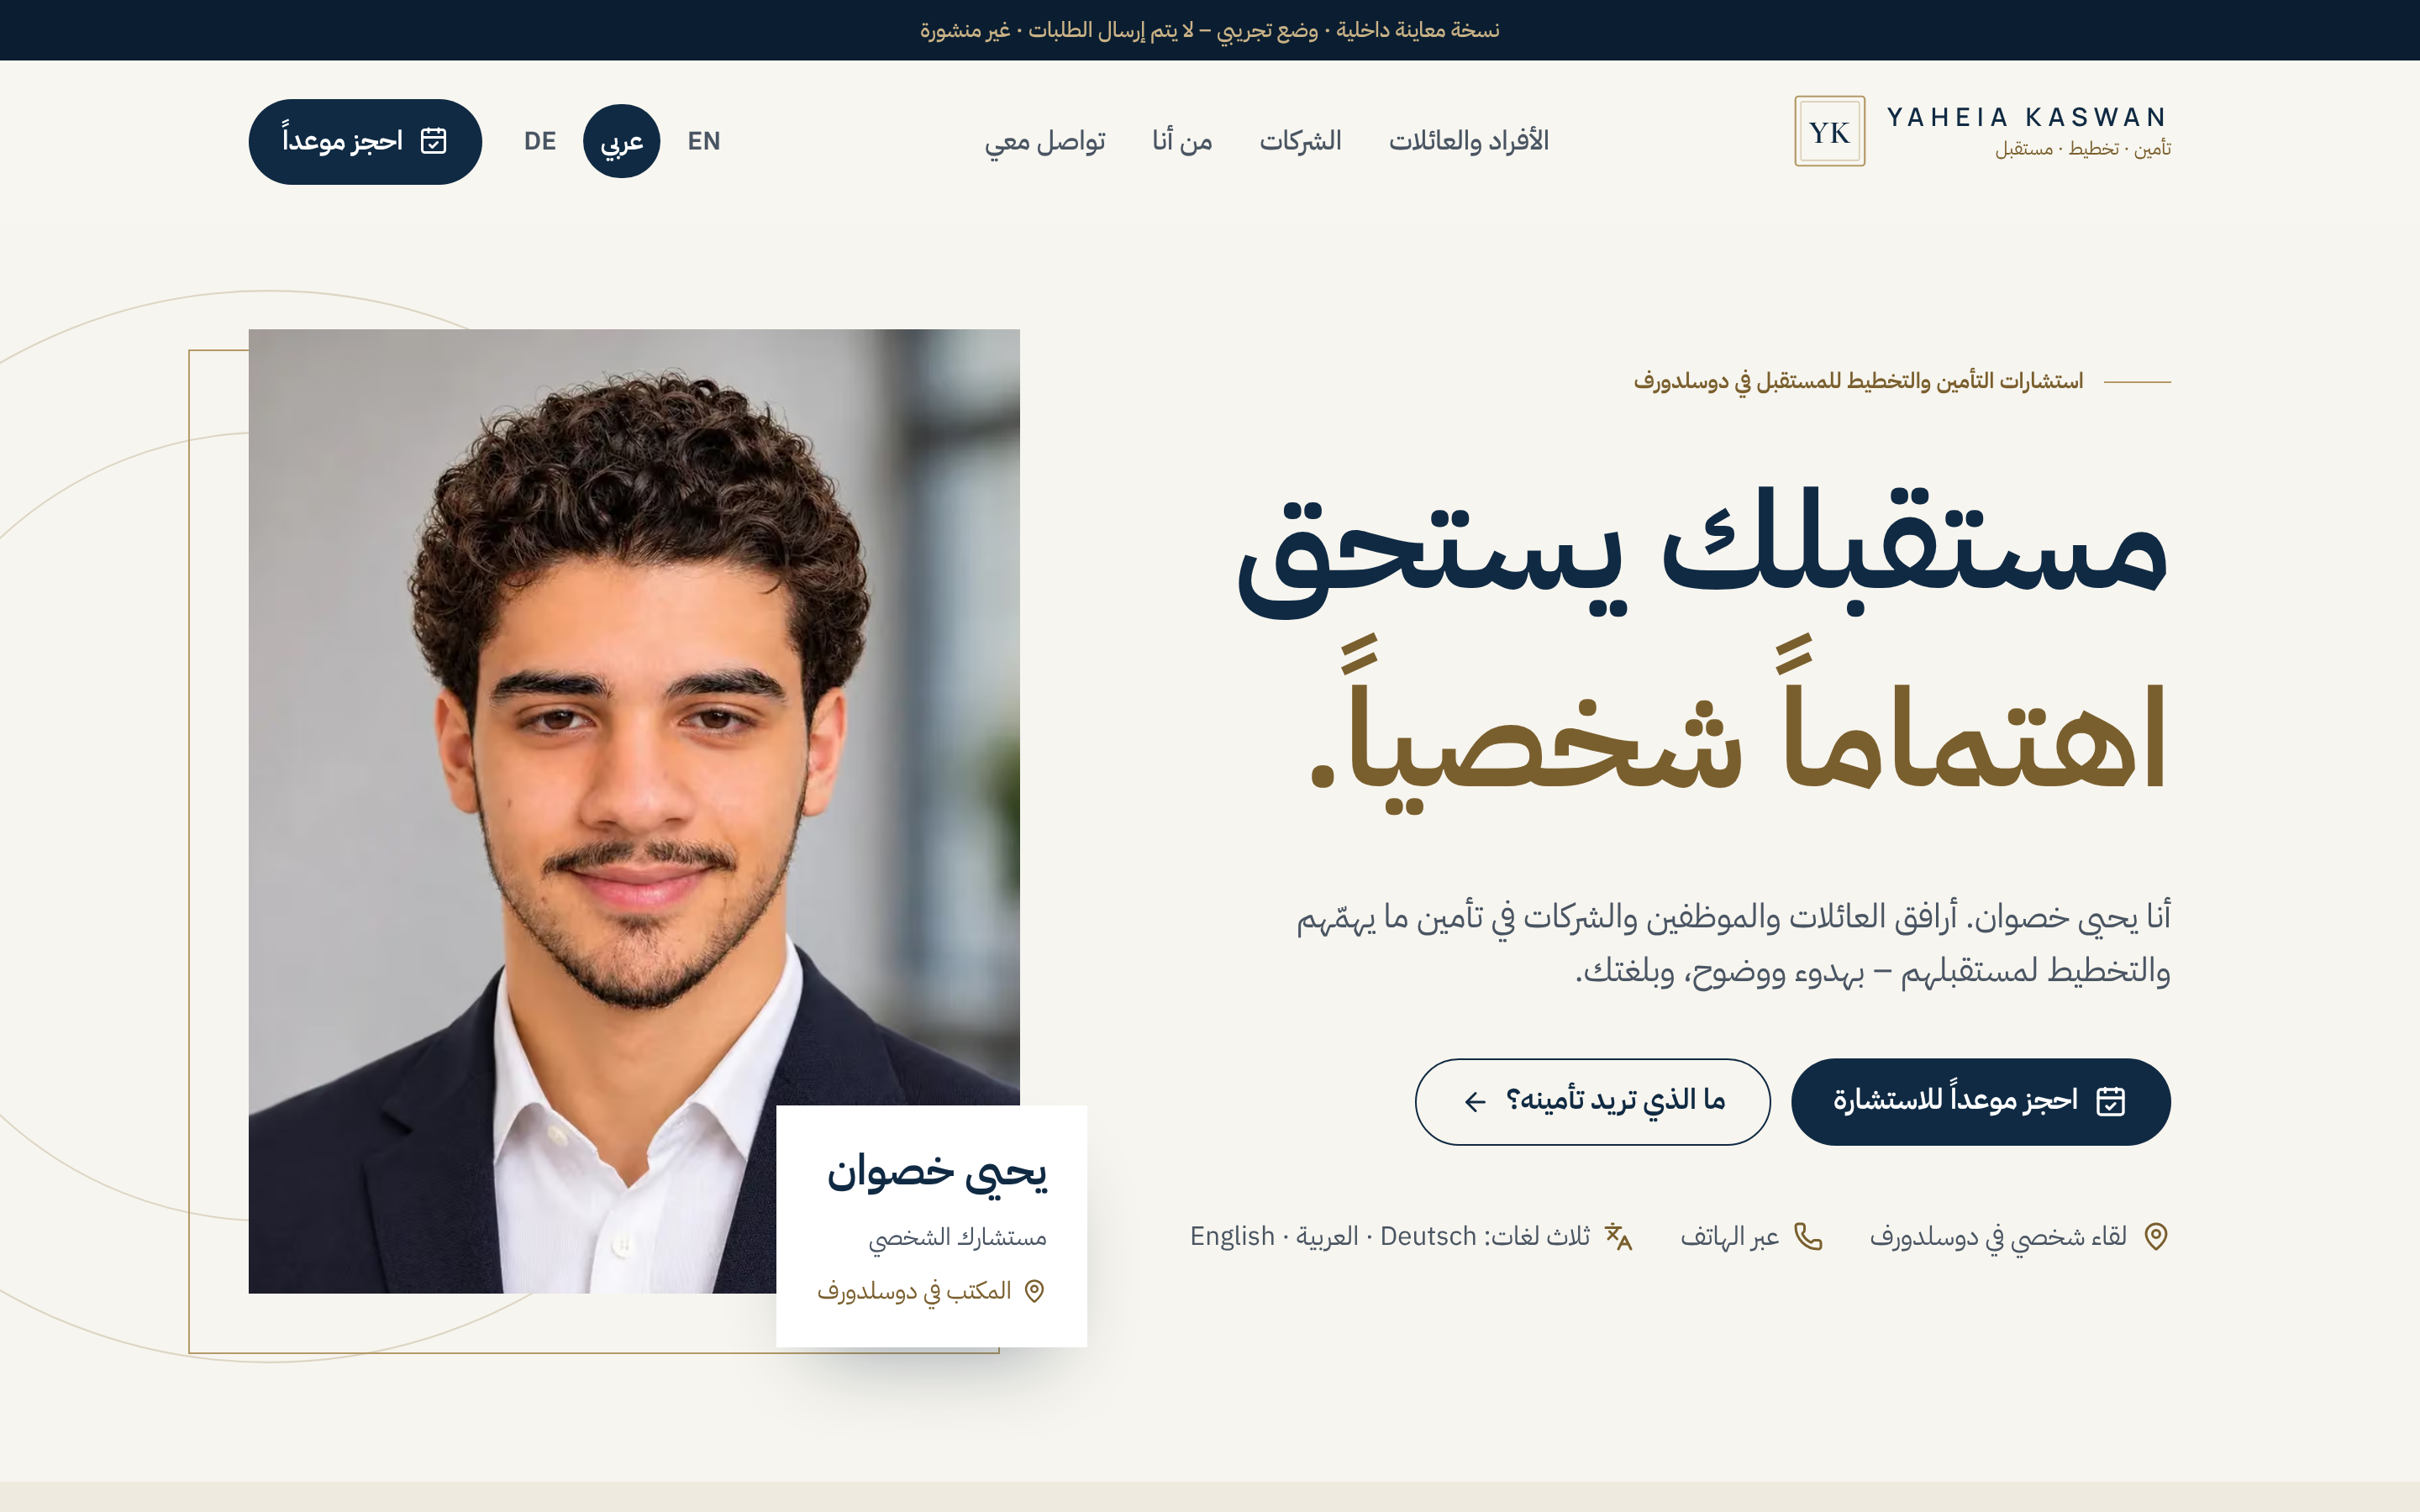 نسخة معاينة داخلية · وضع تجريبي – لا يتم إرسال الطلبات · غير منشورة
YAHEIA KASWAN
تأمين · تخطيط · مستقبل
YK
الأفراد والعائلات
الشركات
من أنا
تواصل معي
EN
عربي
DE
احجز موعداً
استشارات التأمين والتخطيط للمستقبل في دوسلدورف
مستقبلك يستحق
اهتماماً شخصياً.
أنا يحيى خصوان. أرافق العائلات والموظفين والشركات في تأمين ما يهمّهم
والتخطيط لمستقبلهم – بهدوء ووضوح، وبلغتك.
احجز موعداً للاستشارة
ما الذي تريد تأمينه؟
لقاء شخصي في دوسلدورف
عبر الهاتف
ثلاث لغات: Deutsch · العربية · English
يحيى خصوان
مستشارك الشخصي
المكتب في دوسلدورف